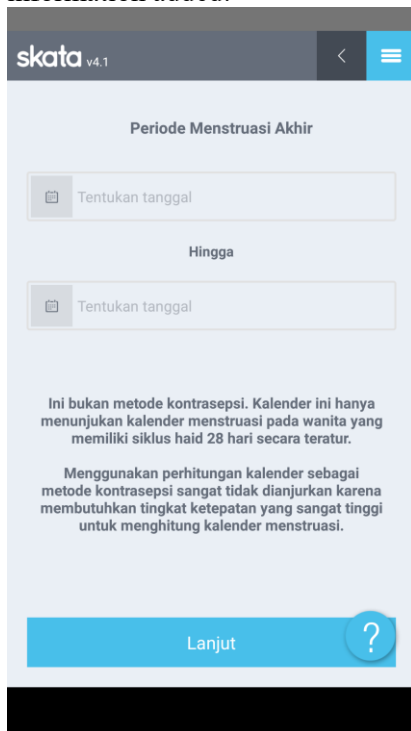 skata v4.1
Periode Menstruasi Akhir
Tentukan tanggal
Hingga
Tentukan tanggal
Ini bukan metode kontrasepsi. Kalender ini hanya
menunjukan kalender menstruasi pada wanita yang
memiliki siklus haid 28 hari secara teratur.
Menggunakan perhitungan kalender sebagai
metode kontrasepsi sangat tidak dianjurkan karena
membutuhkan tingkat ketepatan yang sangat tinggi
untuk menghitung kalender menstruasi.
Lanjut
?